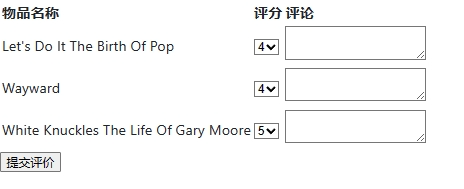 物品名称 评分 评论
Let's Do It The Birth Of Pop 4
Wayward 4
White Knuckles The Life Of Gary Moore 5
提交评价